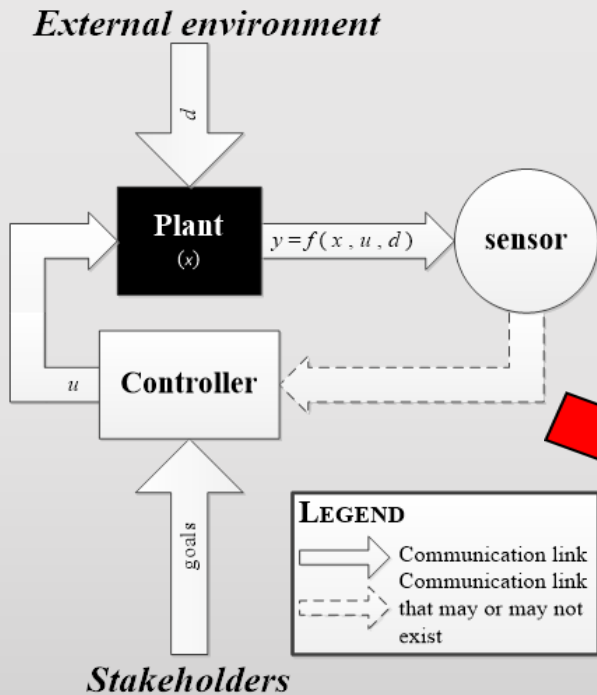 External environment
d
Plant
(x)
y = f ( x , u , d )
sensor
Controller
u
goals
LEGEND
Communication link
Communication link
that may or may not
exist
Stakeholders